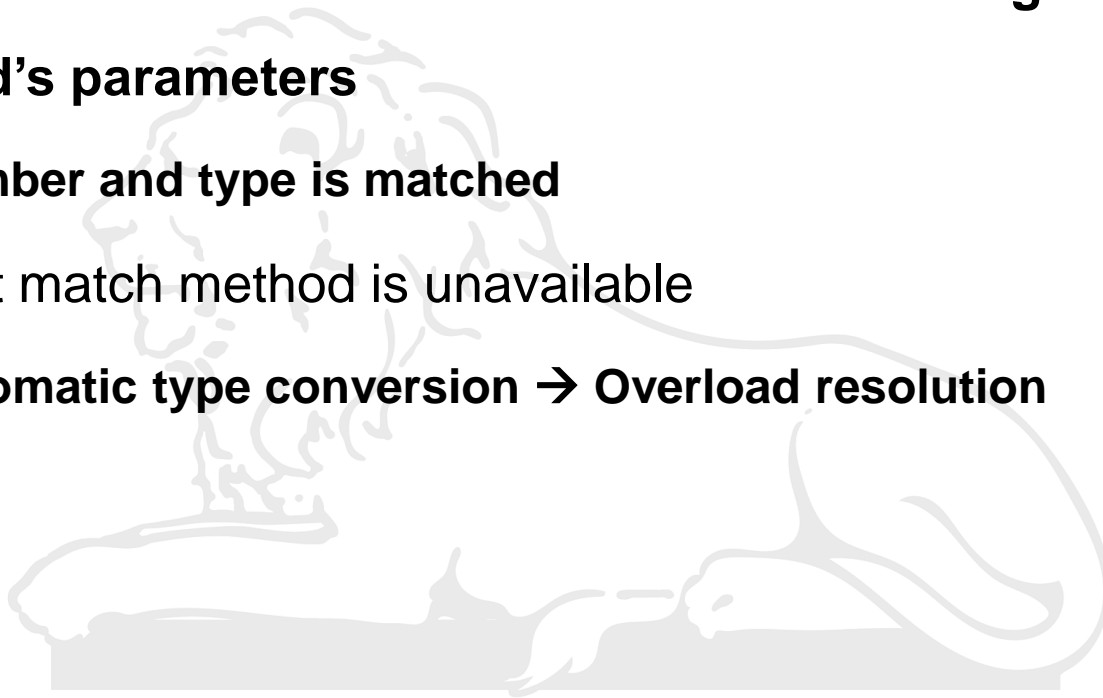 d's parameters
nber and type is matched
t match method is unavailable
omatic type conversion → Overload resolution